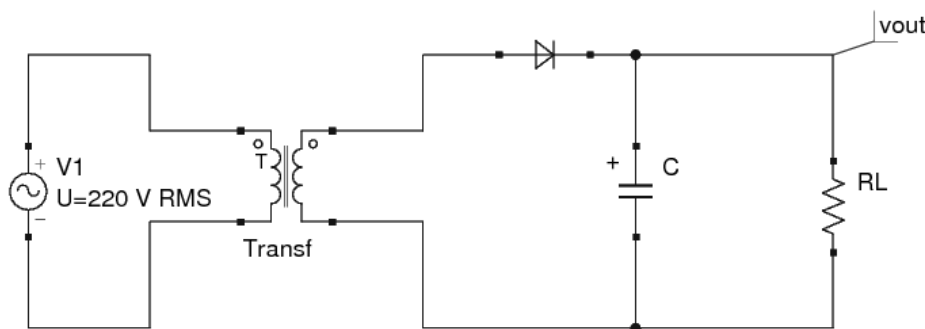 vout
+
V1
U=220 V RMS
–
T
Transf
+
C
RL